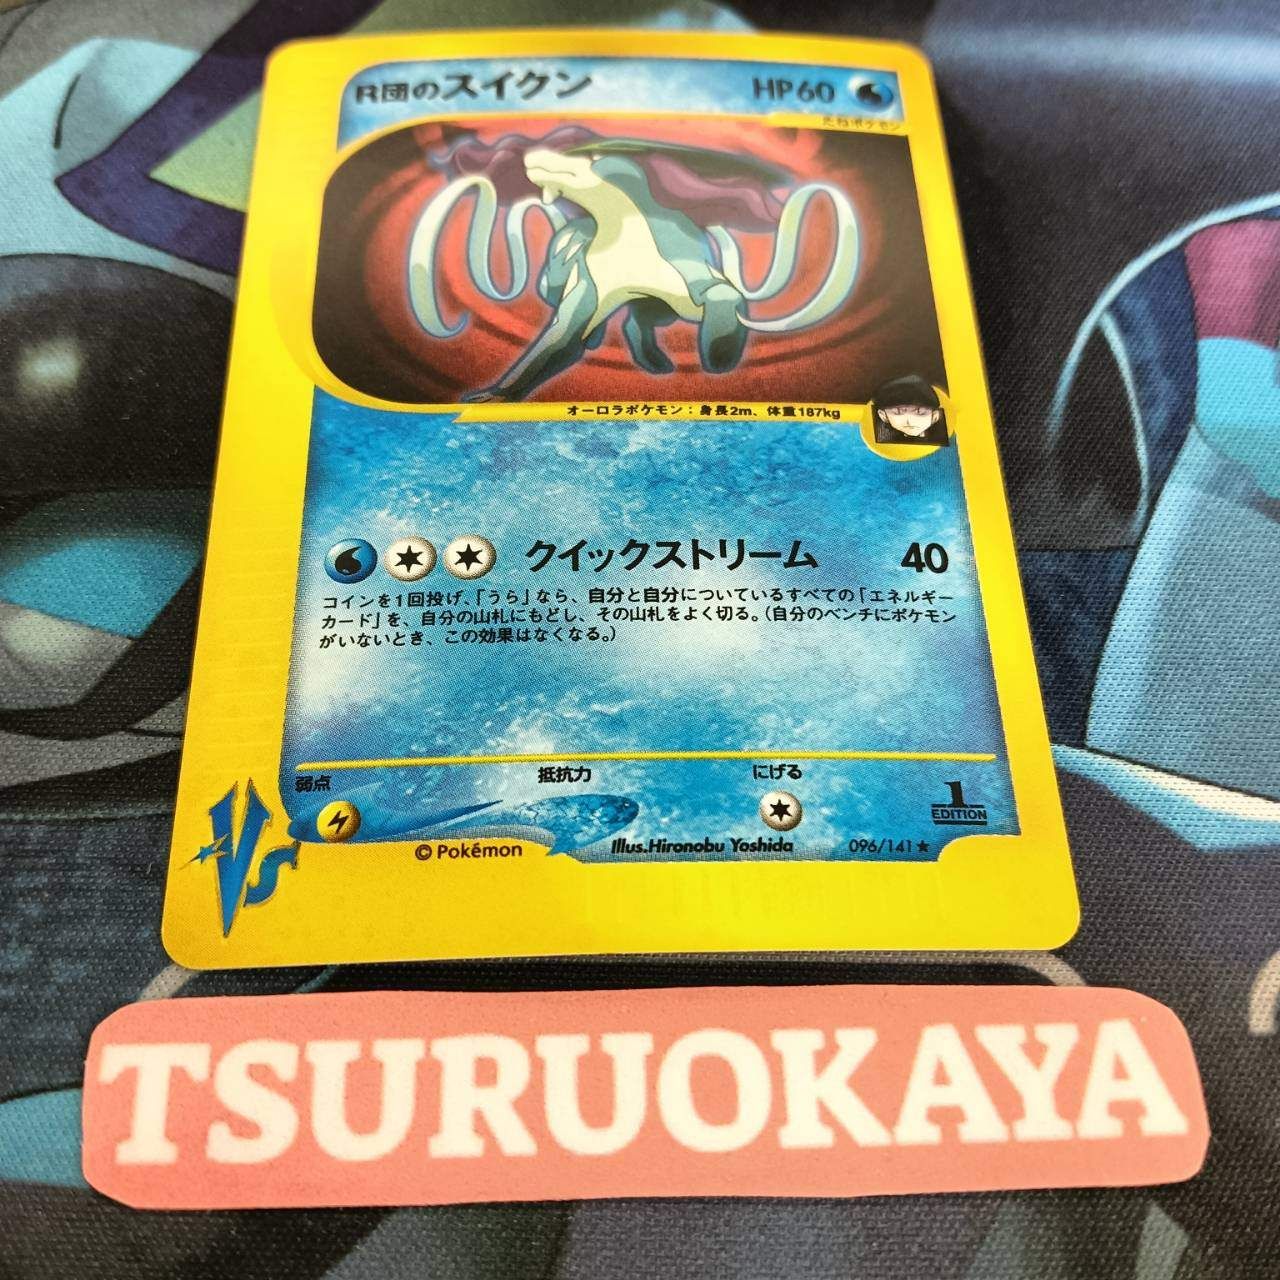 R団のスイクン HP60
たねポケモン
オーロラポケモン：身長2m、体重187kg
クイックストリーム 40
コインを1回投げ、「うら」なら、自分と自分についているすべての「エネルギー
カード」を、自分の山札にもどし、その山札をよく切る。（自分のベンチにポケモン
がいないとき、この効果はなくなる。）
弱点 抵抗力 にげる
1
EDITION
VS
© Pokémon Illus.Hironobu Yoshida 096/141★
TSURUOKAYA